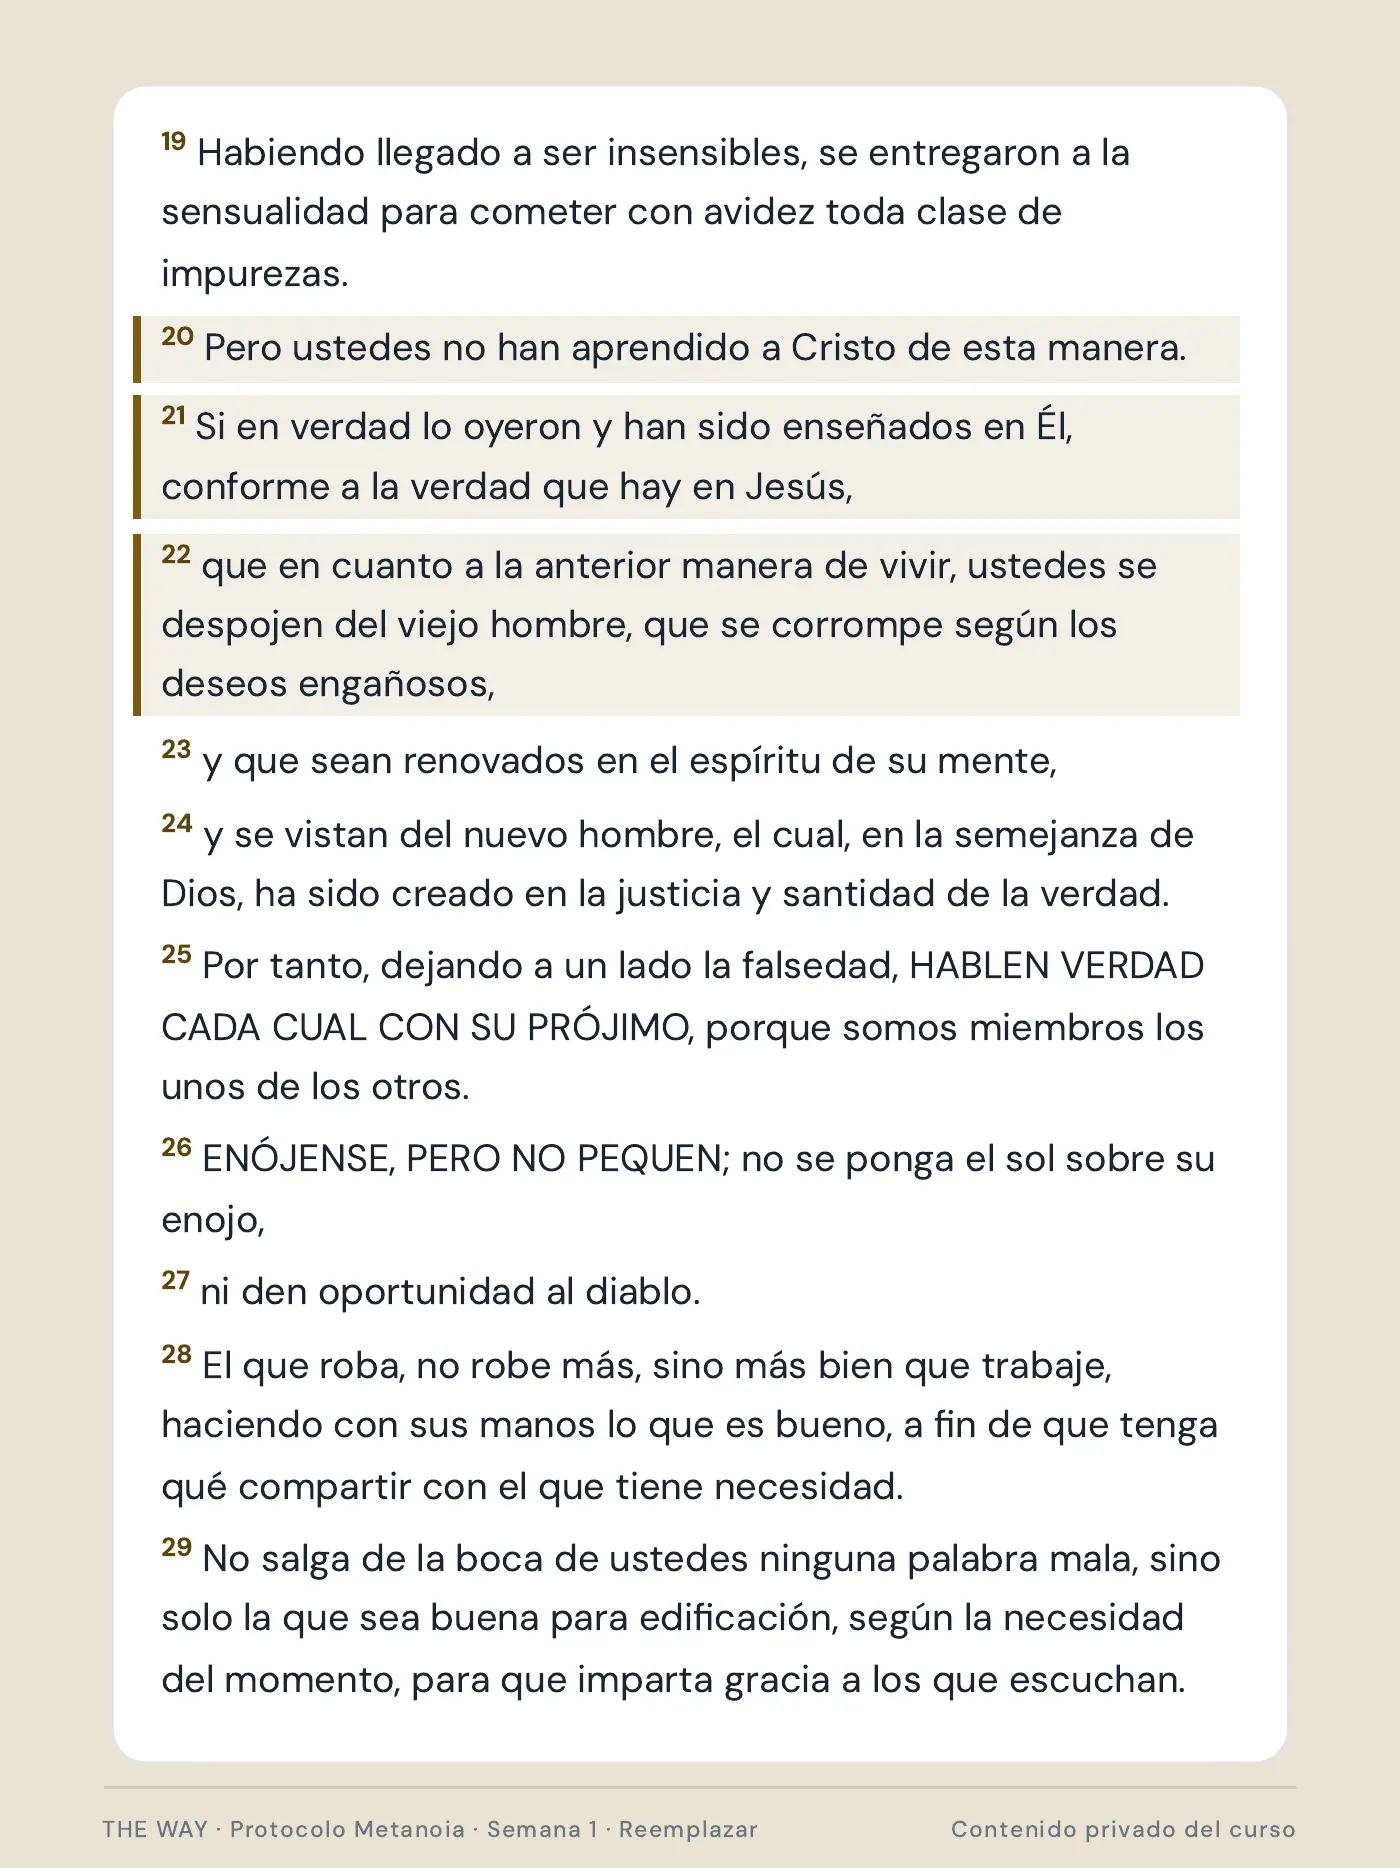 19 Habiendo llegado a ser insensibles, se entregaron a la
sensualidad para cometer con avidez toda clase de
impurezas.
20 Pero ustedes no han aprendido a Cristo de esta manera.
21 Si en verdad lo oyeron y han sido enseñados en Él,
conforme a la verdad que hay en Jesús,
22 que en cuanto a la anterior manera de vivir, ustedes se
despojen del viejo hombre, que se corrompe según los
deseos engañosos,
23 y que sean renovados en el espíritu de su mente,
24 y se vistan del nuevo hombre, el cual, en la semejanza de
Dios, ha sido creado en la justicia y santidad de la verdad.
25 Por tanto, dejando a un lado la falsedad, HABLEN VERDAD
CADA CUAL CON SU PRÓJIMO, porque somos miembros los
unos de los otros.
26 ENÓJENSE, PERO NO PEQUEN; no se ponga el sol sobre su
enojo,
27 ni den oportunidad al diablo.
28 El que roba, no robe más, sino más bien que trabaje,
haciendo con sus manos lo que es bueno, a fin de que tenga
qué compartir con el que tiene necesidad.
29 No salga de la boca de ustedes ninguna palabra mala, sino
solo la que sea buena para edificación, según la necesidad
del momento, para que imparta gracia a los que escuchan.
THE WAY · Protocolo Metanoia · Semana 1 · Reemplazar
Contenido privado del curso